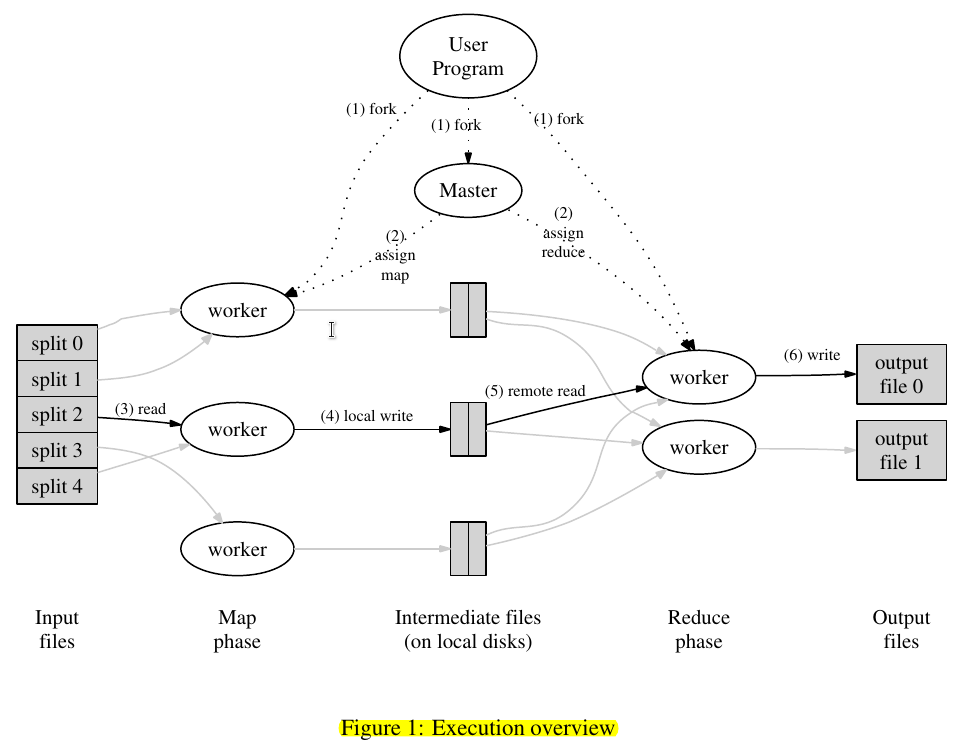 User
Program
(1) fork
(1) fork
(1) fork
Master
(2)
assign
map
(2)
assign
reduce
worker
split 0
split 1
split 2
split 3
split 4
(3) read
worker
(4) local write
(5) remote read
worker
(6) write
output
file 0
worker
output
file 1
worker
Input
files
Map
phase
Intermediate files
(on local disks)
Reduce
phase
Output
files
Figure 1: Execution overview